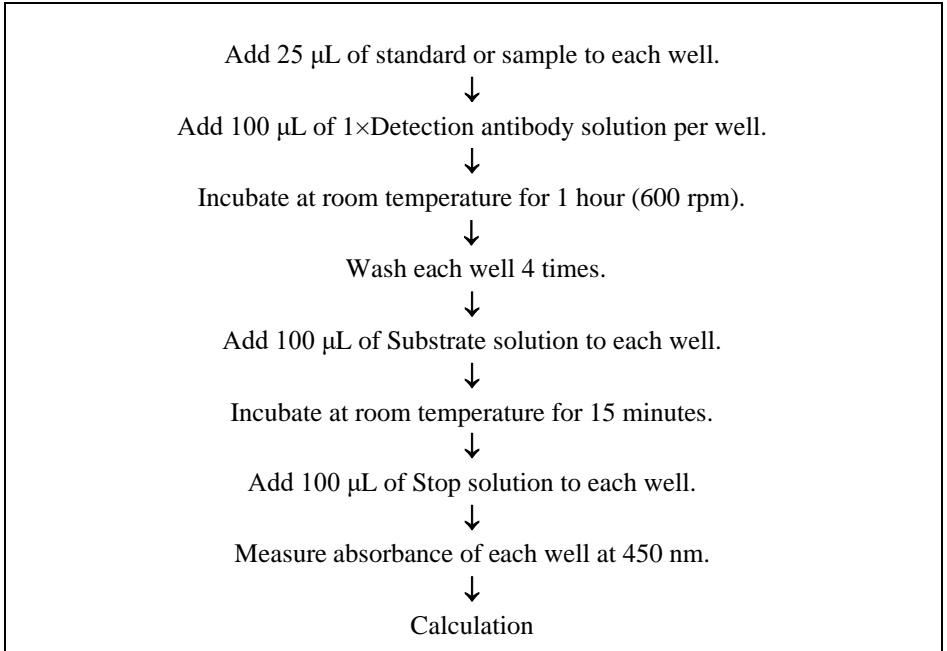 Add 25 μL of standard or sample to each well.
↓
Add 100 μL of 1×Detection antibody solution per well.
↓
Incubate at room temperature for 1 hour (600 rpm).
↓
Wash each well 4 times.
↓
Add 100 μL of Substrate solution to each well.
↓
Incubate at room temperature for 15 minutes.
↓
Add 100 μL of Stop solution to each well.
↓
Measure absorbance of each well at 450 nm.
↓
Calculation